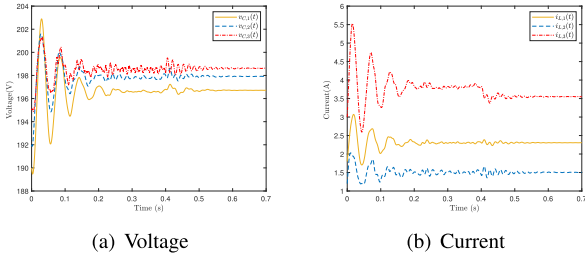 204
202
200
198
196
194
192
190
188
Voltage(V)
0 0.1 0.2 0.3 0.4 0.5 0.6 0.7
Time (s)
v_{C,1}(t)
v_{C,2}(t)
v_{C,3}(t)
(a) Voltage
6
5.5
5
4.5
4
3.5
3
2.5
2
1.5
1
Current(A)
0 0.1 0.2 0.3 0.4 0.5 0.6 0.7
Time (s)
i_{L,1}(t)
i_{L,2}(t)
i_{L,3}(t)
(b) Current